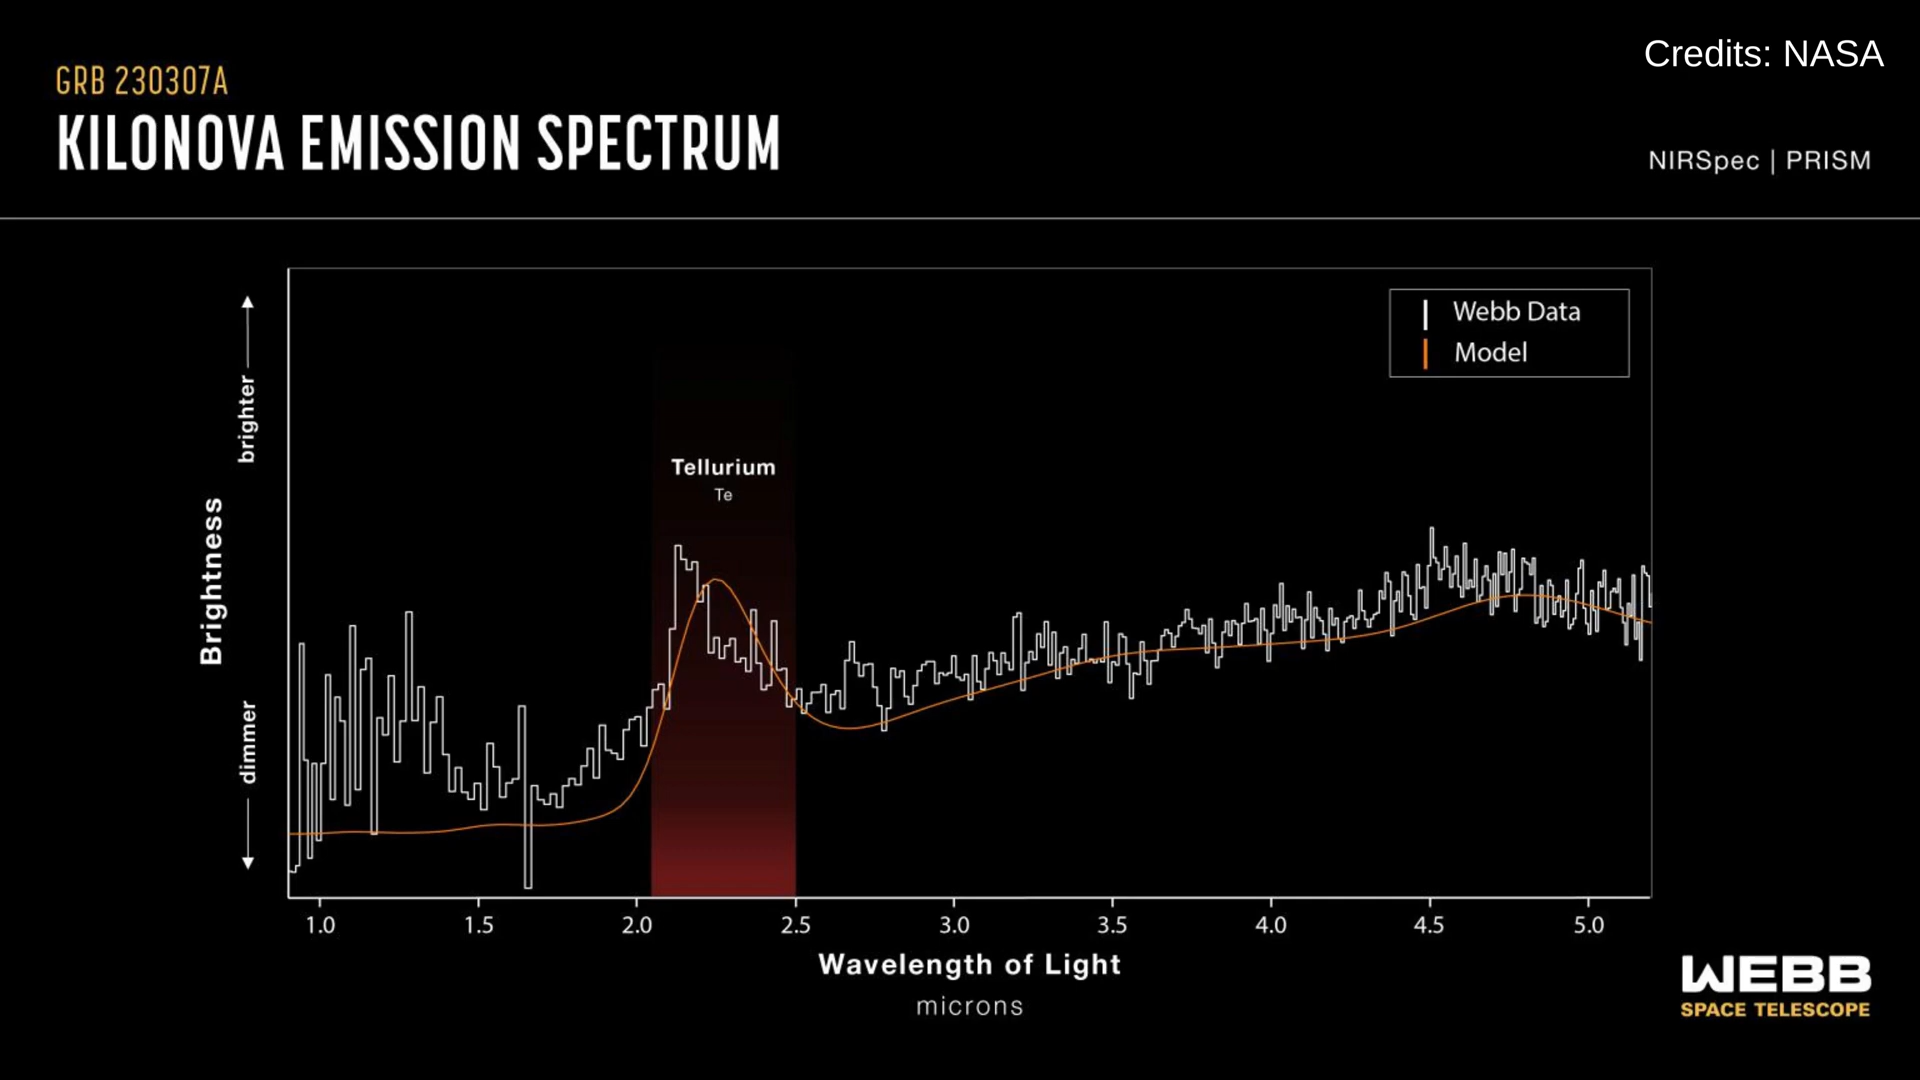 Credits: NASA
GRB 230307A
KILONOVA EMISSION SPECTRUM
NIRSpec | PRISM
Webb Data
Model
brighter
Brightness
dimmer
Tellurium
Te
1.0 1.5 2.0 2.5 3.0 3.5 4.0 4.5 5.0
Wavelength of Light
microns
WEBB
SPACE TELESCOPE